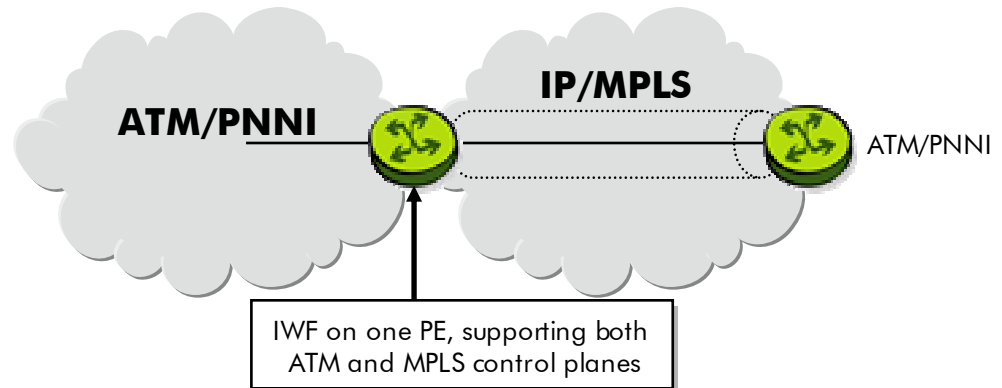 IP/MPLS
ATM/PNNI
ATM/PNNI
IWF on one PE, supporting both
ATM and MPLS control planes